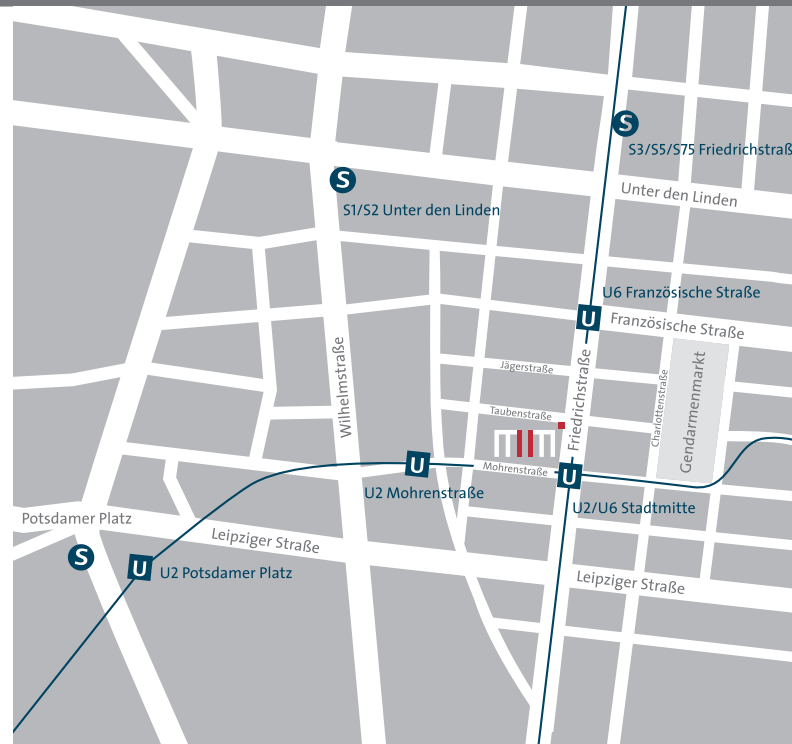 S
S3/S5/S75 Friedrichstraß
S
S1/S2 Unter den Linden
Unter den Linden
U6 Französische Straße
U
Französische Straße
Wilhelmstraße
Friedrichstraße
Jägerstraße
Charlottenstraße
Gendarmenmarkt
Taubenstraße
Mohrenstraße
U
U2 Mohrenstraße
U
U2/U6 Stadtmitte
Potsdamer Platz
Leipziger Straße
S
U
U2 Potsdamer Platz
Leipziger Straße